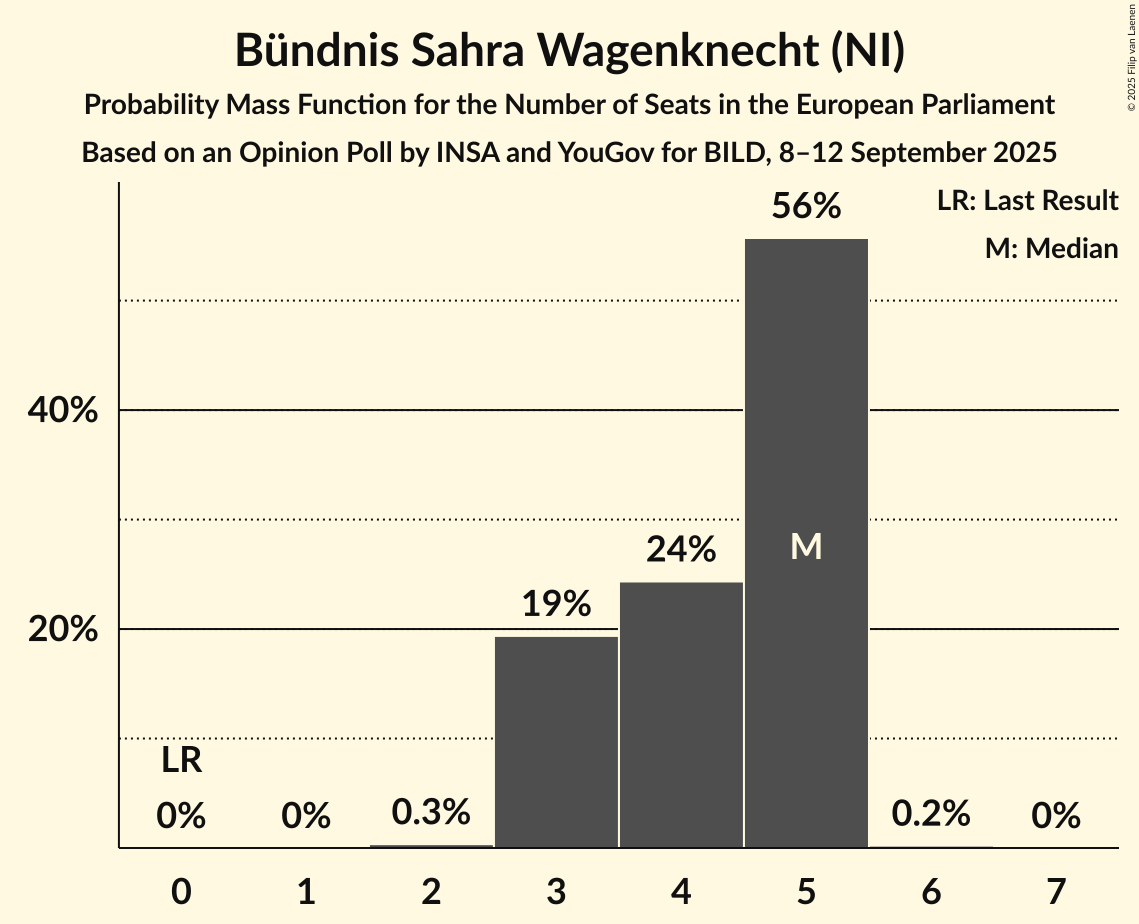 Bündnis Sahra Wagenknecht (NI)
Probability Mass Function for the Number of Seats in the European Parliament
Based on an Opinion Poll by INSA and YouGov for BILD, 8–12 September 2025
© 2025 Filip van Laenen
LR: Last Result
M: Median
56%
40%
24%
M
19%
20%
LR
0%
0%
0.3%
0.2%
0%
0 1 2 3 4 5 6 7